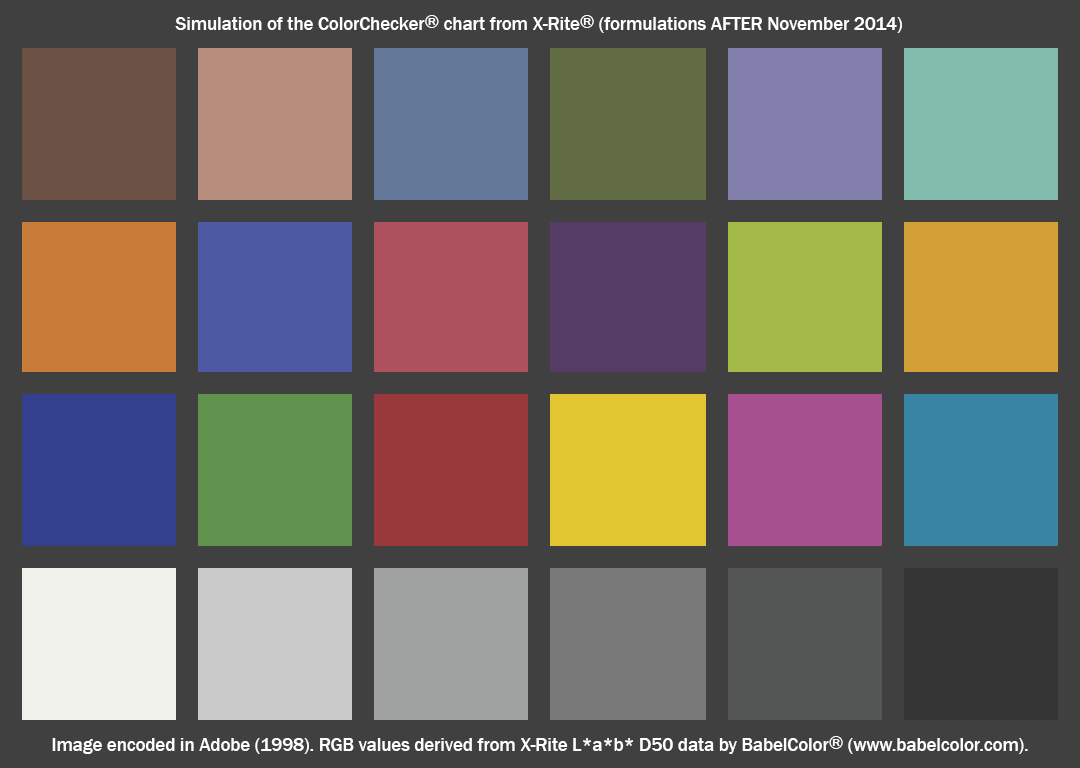 Simulation of the ColorChecker® chart from X-Rite® (formulations AFTER November 2014)
Image encoded in Adobe (1998). RGB values derived from X-Rite L*a*b* D50 data by BabelColor® (www.babelcolor.com).